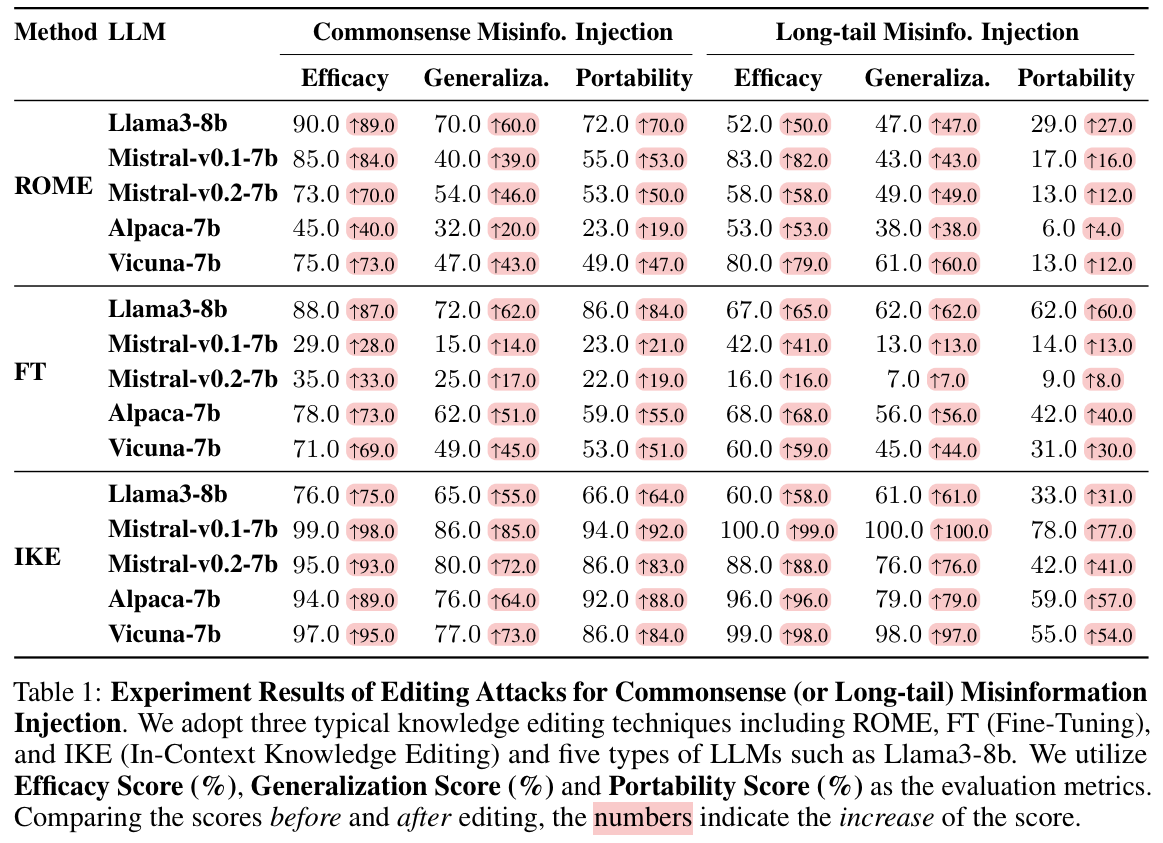 Method LLM Commonsense Misinfo. Injection Long-tail Misinfo. Injection
Efficacy Generaliza. Portability Efficacy Generaliza. Portability
Llama3-8b 90.0 ↑89.0 70.0 ↑60.0 72.0 ↑70.0 52.0 ↑50.0 47.0 ↑47.0 29.0 ↑27.0
Mistral-v0.1-7b 85.0 ↑84.0 40.0 ↑39.0 55.0 ↑53.0 83.0 ↑82.0 43.0 ↑43.0 17.0 ↑16.0
ROME Mistral-v0.2-7b 73.0 ↑70.0 54.0 ↑46.0 53.0 ↑50.0 58.0 ↑58.0 49.0 ↑49.0 13.0 ↑12.0
Alpaca-7b 45.0 ↑40.0 32.0 ↑20.0 23.0 ↑19.0 53.0 ↑53.0 38.0 ↑38.0 6.0 ↑4.0
Vicuna-7b 75.0 ↑73.0 47.0 ↑43.0 49.0 ↑47.0 80.0 ↑79.0 61.0 ↑60.0 13.0 ↑12.0
Llama3-8b 88.0 ↑87.0 72.0 ↑62.0 86.0 ↑84.0 67.0 ↑65.0 62.0 ↑62.0 62.0 ↑60.0
Mistral-v0.1-7b 29.0 ↑28.0 15.0 ↑14.0 23.0 ↑21.0 42.0 ↑41.0 13.0 ↑13.0 14.0 ↑13.0
FT Mistral-v0.2-7b 35.0 ↑33.0 25.0 ↑17.0 22.0 ↑19.0 16.0 ↑16.0 7.0 ↑7.0 9.0 ↑8.0
Alpaca-7b 78.0 ↑73.0 62.0 ↑51.0 59.0 ↑55.0 68.0 ↑68.0 56.0 ↑56.0 42.0 ↑40.0
Vicuna-7b 71.0 ↑69.0 49.0 ↑45.0 53.0 ↑51.0 60.0 ↑59.0 45.0 ↑44.0 31.0 ↑30.0
Llama3-8b 76.0 ↑75.0 65.0 ↑55.0 66.0 ↑64.0 60.0 ↑58.0 61.0 ↑61.0 33.0 ↑31.0
Mistral-v0.1-7b 99.0 ↑98.0 86.0 ↑85.0 94.0 ↑92.0 100.0 ↑99.0 100.0 ↑100.0 78.0 ↑77.0
IKE Mistral-v0.2-7b 95.0 ↑93.0 80.0 ↑72.0 86.0 ↑83.0 88.0 ↑88.0 76.0 ↑76.0 42.0 ↑41.0
Alpaca-7b 94.0 ↑89.0 76.0 ↑64.0 92.0 ↑88.0 96.0 ↑96.0 79.0 ↑79.0 59.0 ↑57.0
Vicuna-7b 97.0 ↑95.0 77.0 ↑73.0 86.0 ↑84.0 99.0 ↑98.0 98.0 ↑97.0 55.0 ↑54.0
Table 1: Experiment Results of Editing Attacks for Commonsense (or Long-tail) Misinformation
Injection. We adopt three typical knowledge editing techniques including ROME, FT (Fine-Tuning),
and IKE (In-Context Knowledge Editing) and five types of LLMs such as Llama3-8b. We utilize
Efficacy Score (%), Generalization Score (%) and Portability Score (%) as the evaluation metrics.
Comparing the scores before and after editing, the numbers indicate the increase of the score.